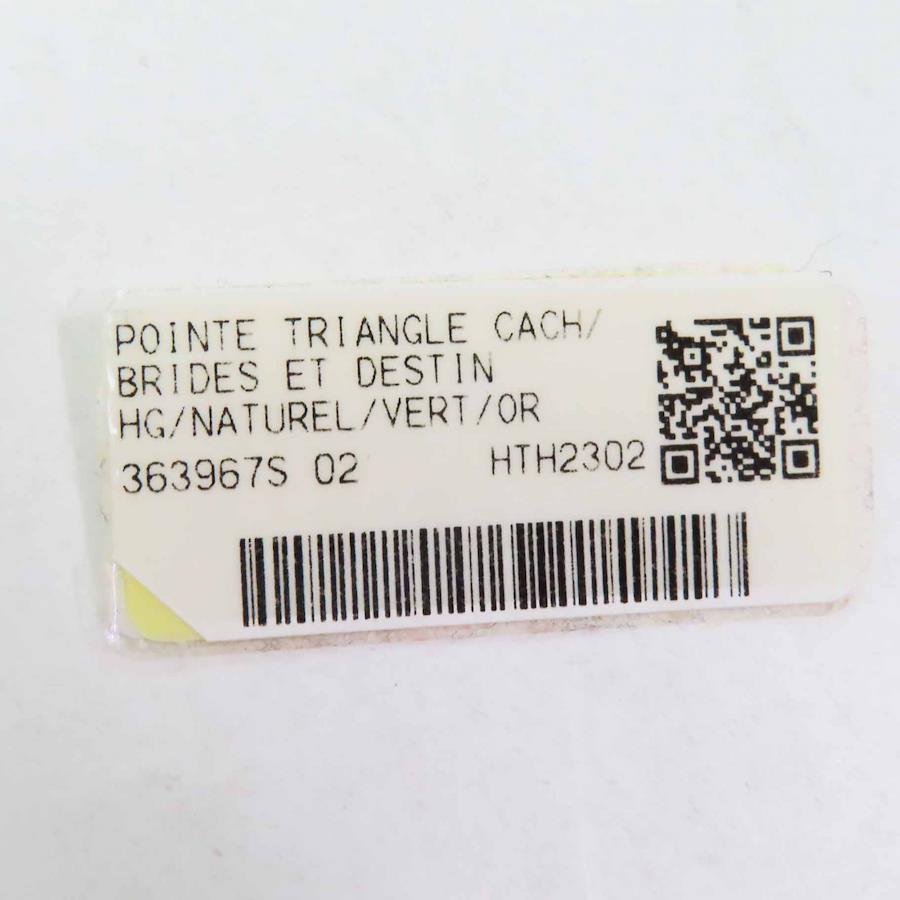 POINTE TRIANGLE CACH/
BRIDES ET DESTIN
HG/NATUREL/VERT/OR
363967S 02 HTH2302